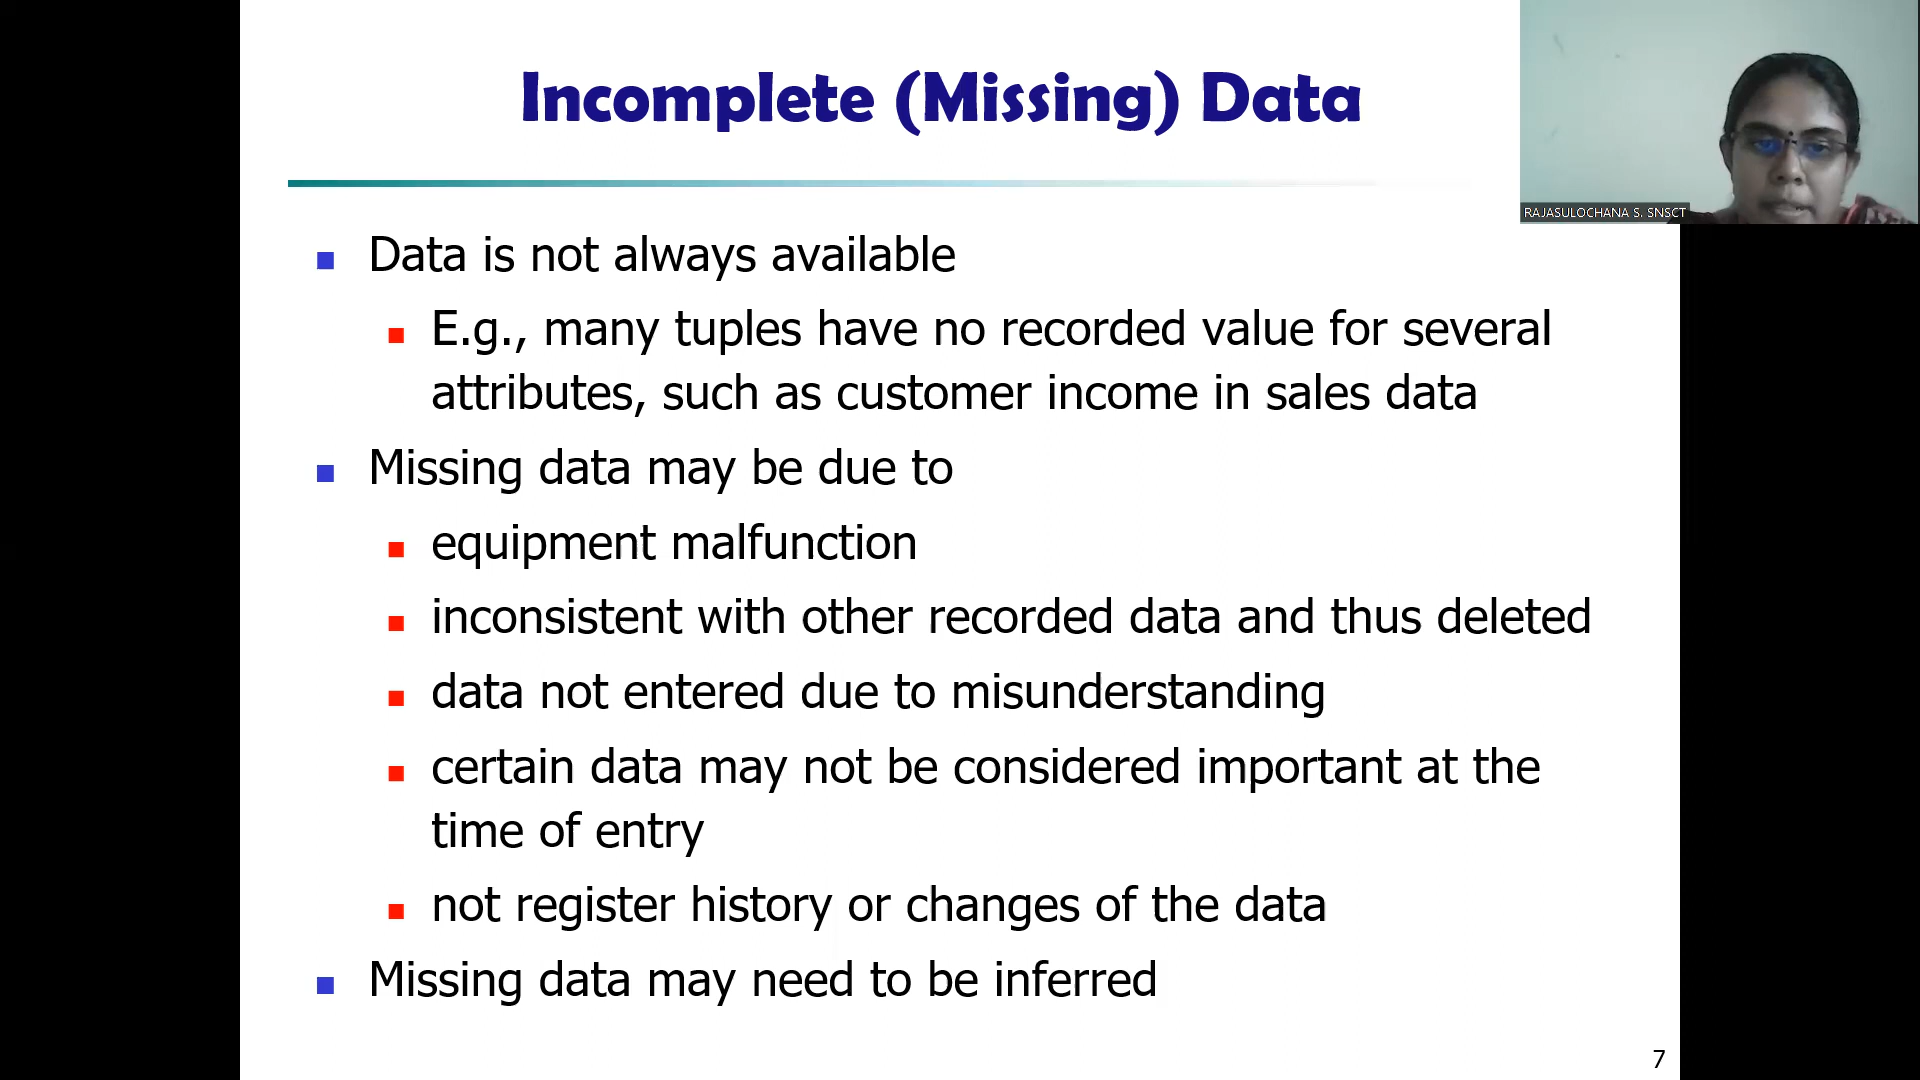 Incomplete (Missing) Data
RAJASULOCHANA S. SNSCT
Data is not always available
E.g., many tuples have no recorded value for several
attributes, such as customer income in sales data
Missing data may be due to
equipment malfunction
inconsistent with other recorded data and thus deleted
data not entered due to misunderstanding
certain data may not be considered important at the
time of entry
not register history or changes of the data
Missing data may need to be inferred
7